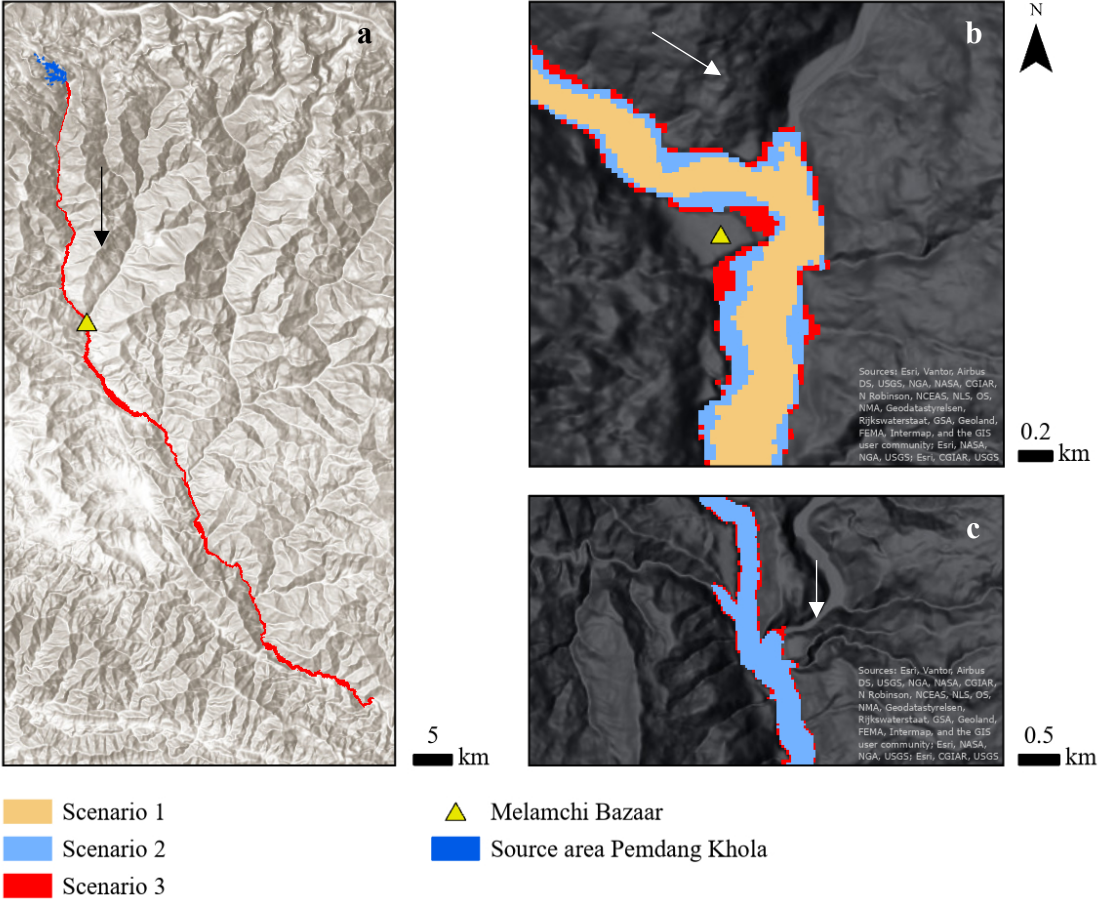 a
b
N
Sources: Esri, Vantor, Airbus
DS, USGS, NGA, NASA, CGIAR,
N Robinson, NCEAS, NLS, OS,
NMA, Geodatastyrelsen,
Rijkswaterstaat, GSA, Geoland,
FEMA, Intermap, and the GIS
user community; Esri, NASA,
NGA, USGS; Esri, CGIAR, USGS
0.2
km
c
Sources: Esri, Vantor, Airbus
DS, USGS, NGA, NASA, CGIAR,
N Robinson, NCEAS, NLS, OS,
NMA, Geodatastyrelsen,
Rijkswaterstaat, GSA, Geoland,
FEMA, Intermap, and the GIS
user community; Esri, NASA,
NGA, USGS; Esri, CGIAR, USGS
5
km
0.5
km
Scenario 1
Scenario 2
Scenario 3
Melamchi Bazaar
Source area Pemdang Khola